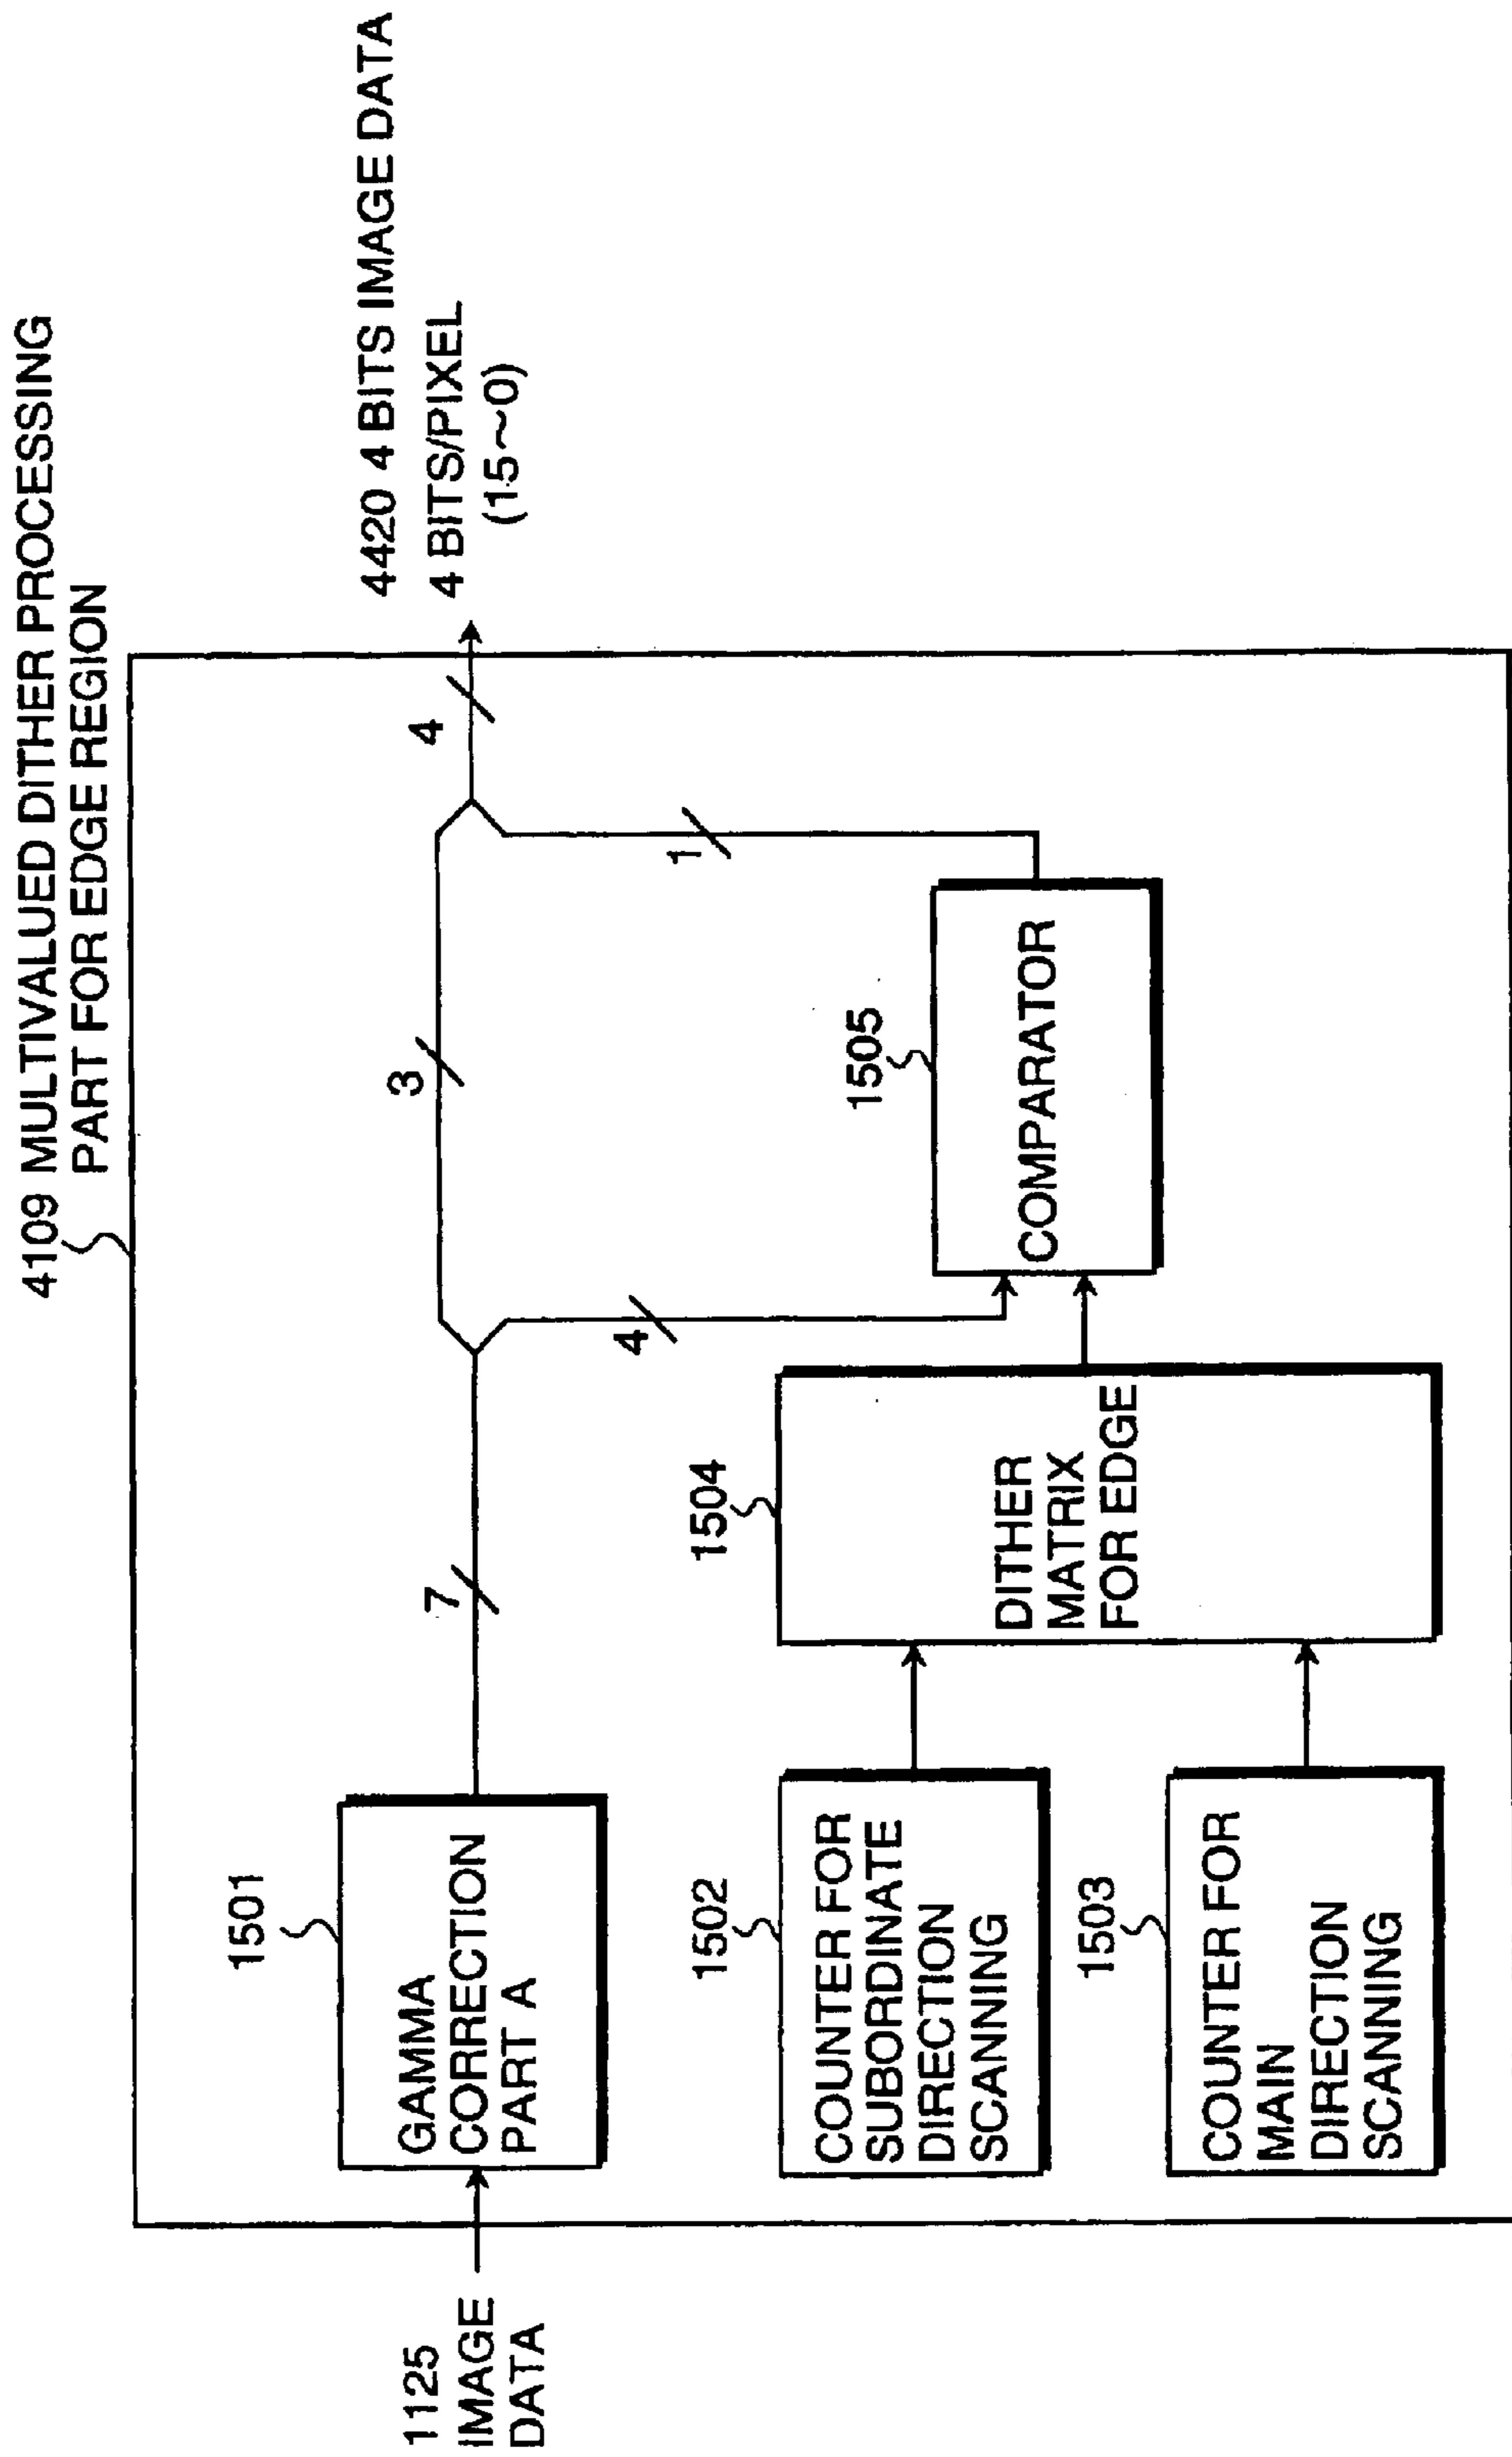 4109 MULTIVALUED DITHER PROCESSING
PART FOR EDGE REGION
1125
IMAGE
DATA
1501
GAMMA
CORRECTION
PART A
7
3
4
4
4420 4 BITS IMAGE DATA
4 BITS/PIXEL
(15~0)
1
1502
COUNTER FOR
SUBORDINATE
DIRECTION
SCANNING
1503
COUNTER FOR
MAIN
DIRECTION
SCANNING
1504
DITHER
MATRIX
FOR EDGE
1505
COMPARATOR